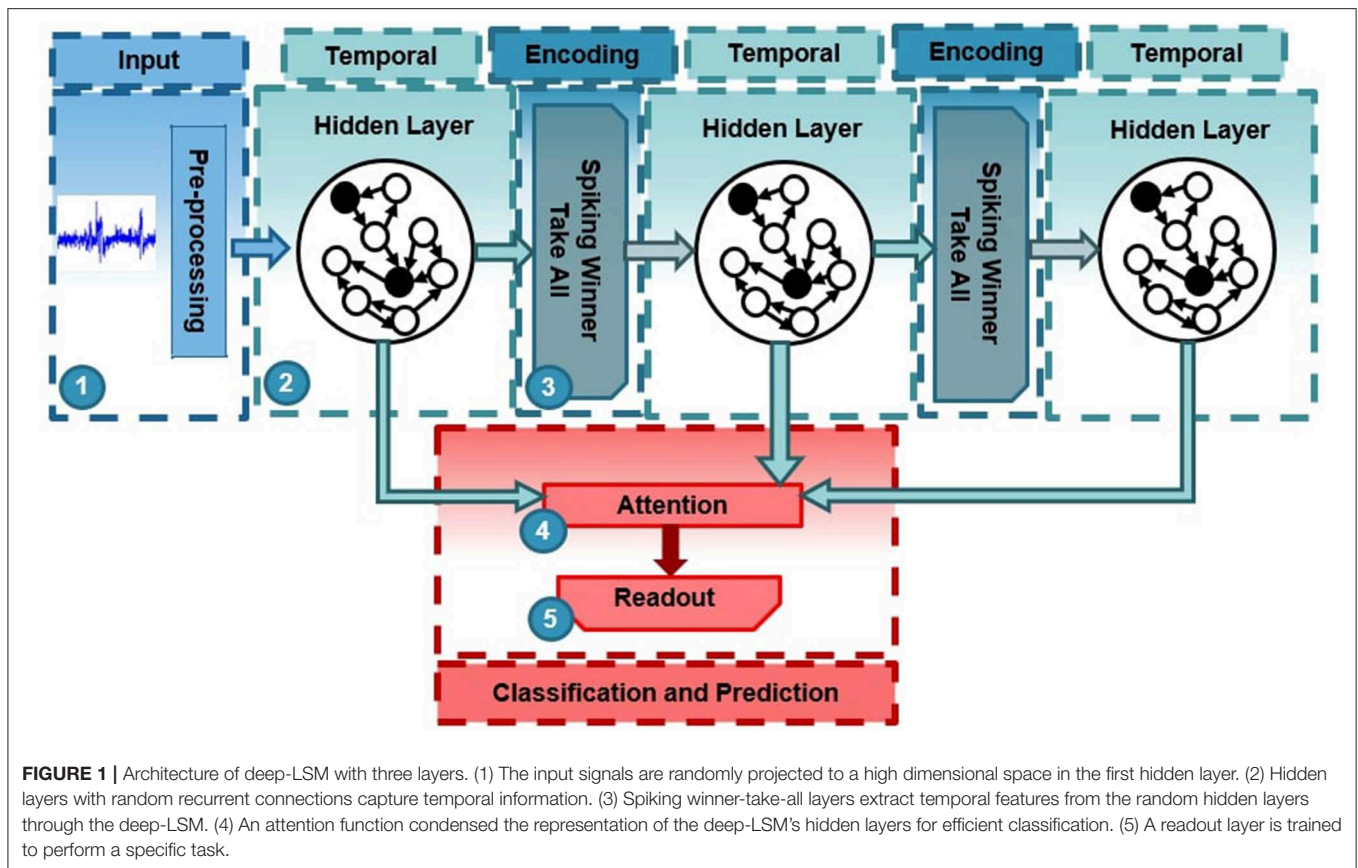 Input
Temporal
Encoding
Temporal
Encoding
Temporal
Pre-processing
1
Hidden Layer
2
Spiking Winner
Take All
3
Hidden Layer
Spiking Winner
Take All
Hidden Layer
Attention
4
Readout
5
Classification and Prediction
FIGURE 1 | Architecture of deep-LSM with three layers. (1) The input signals are randomly projected to a high dimensional space in the first hidden layer. (2) Hidden
layers with random recurrent connections capture temporal information. (3) Spiking winner-take-all layers extract temporal features from the random hidden layers
through the deep-LSM. (4) An attention function condensed the representation of the deep-LSM's hidden layers for efficient classification. (5) A readout layer is trained
to perform a specific task.